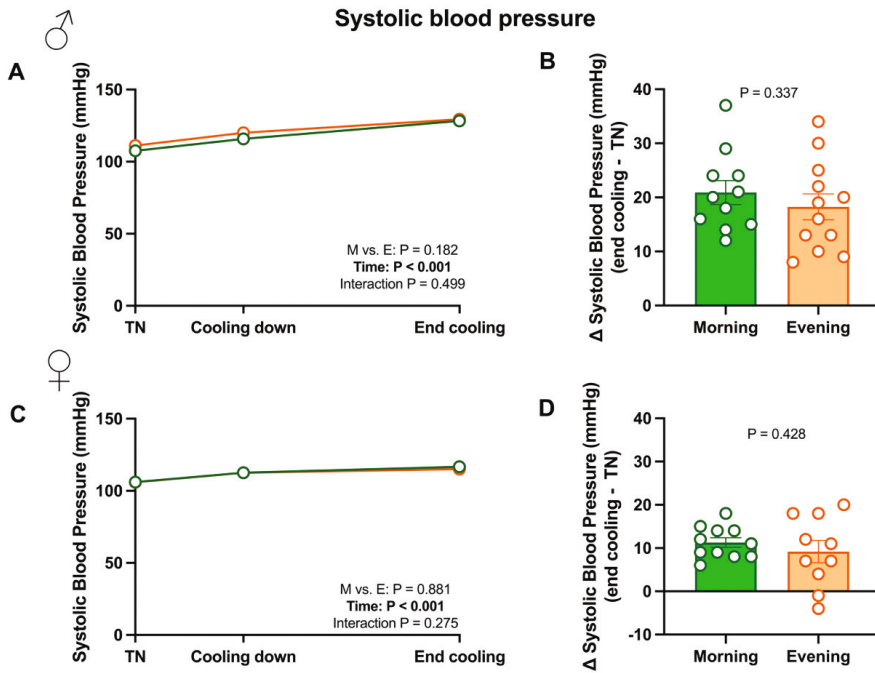 Systolic blood pressure
A
Systolic Blood Pressure (mmHg)
150
100
50
0
M vs. E: P = 0.182
Time: P < 0.001
Interaction P = 0.499
TN
Cooling down
End cooling
B
Δ Systolic Blood Pressure (mmHg)
(end cooling - TN)
40
30
20
10
0
P = 0.337
Morning
Evening
C
Systolic Blood Pressure (mmHg)
150
100
50
0
M vs. E: P = 0.881
Time: P < 0.001
Interaction P = 0.275
TN
Cooling down
End cooling
D
Δ Systolic Blood Pressure (mmHg)
(end cooling - TN)
40
30
20
10
0
-10
P = 0.428
Morning
Evening